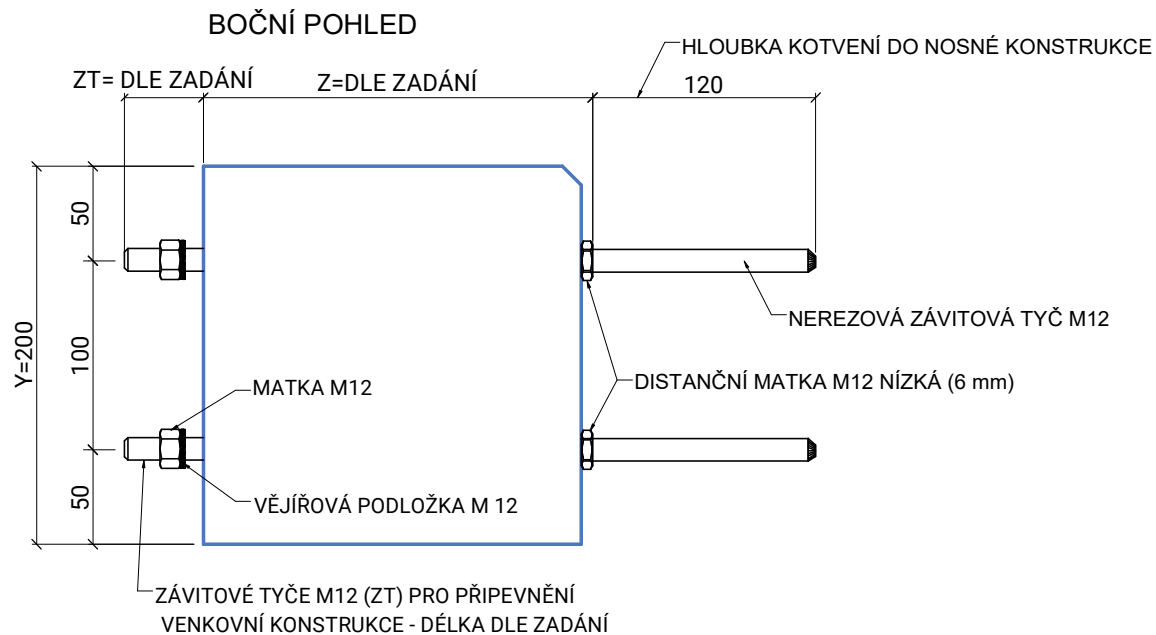 BOČNÍ POHLED
HLOUBKA KOTVENÍ DO NOSNÉ KONSTRUKCE
ZT= DLE ZADÁNÍ
Z=DLE ZADÁNÍ
120
50
Y=200
100
50
NEREZOVÁ ZÁVITOVÁ TYČ M12
DISTANČNÍ MATKA M12 NÍZKÁ (6 mm)
MATKA M12
VĚJÍŘOVÁ PODLOŽKA M 12
ZÁVITOVÉ TYČE M12 (ZT) PRO PŘIPEVNĚNÍ
VENKOVNÍ KONSTRUKCE - DÉLKA DLE ZADÁNÍ